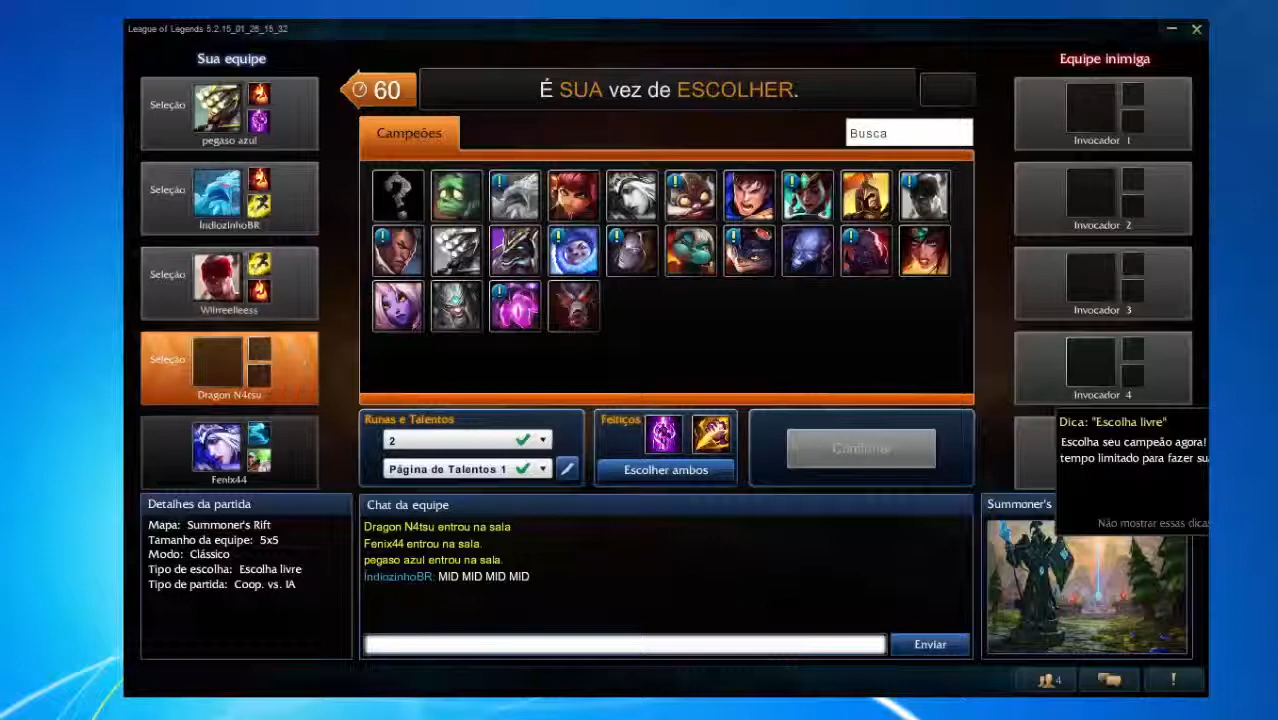 League of Legends 5.2.15_01_26_15_32
Sua equipe
60
É SUA vez de ESCOLHER.
Equipe inimiga
Seleção
pegaso azul
Campeões
Busca
Invocador 1
Seleção
ÍndiozinhoBR
Invocador 2
Seleção
Wiirreelleess
Invocador 3
Seleção
Dragon N4tsu
Invocador 4
Fenix44
Runas e Talentos
2
Página de Talentos 1
Feitiços
Escolher ambos
Confirmar
Dica: "Escolha livre"
Escolha seu campeão agora!
tempo limitado para fazer su
Não mostrar essas dicas
Detalhes da partida
Mapa: Summoner's Rift
Tamanho da equipe: 5x5
Modo: Clássico
Tipo de escolha: Escolha livre
Tipo de partida: Coop. vs. IA
Chat da equipe
Dragon N4tsu entrou na sala
Fenix44 entrou na sala.
pegaso azul entrou na sala.
ÍndiozinhoBR: MID MID MID MID
Enviar
Summoner's
4